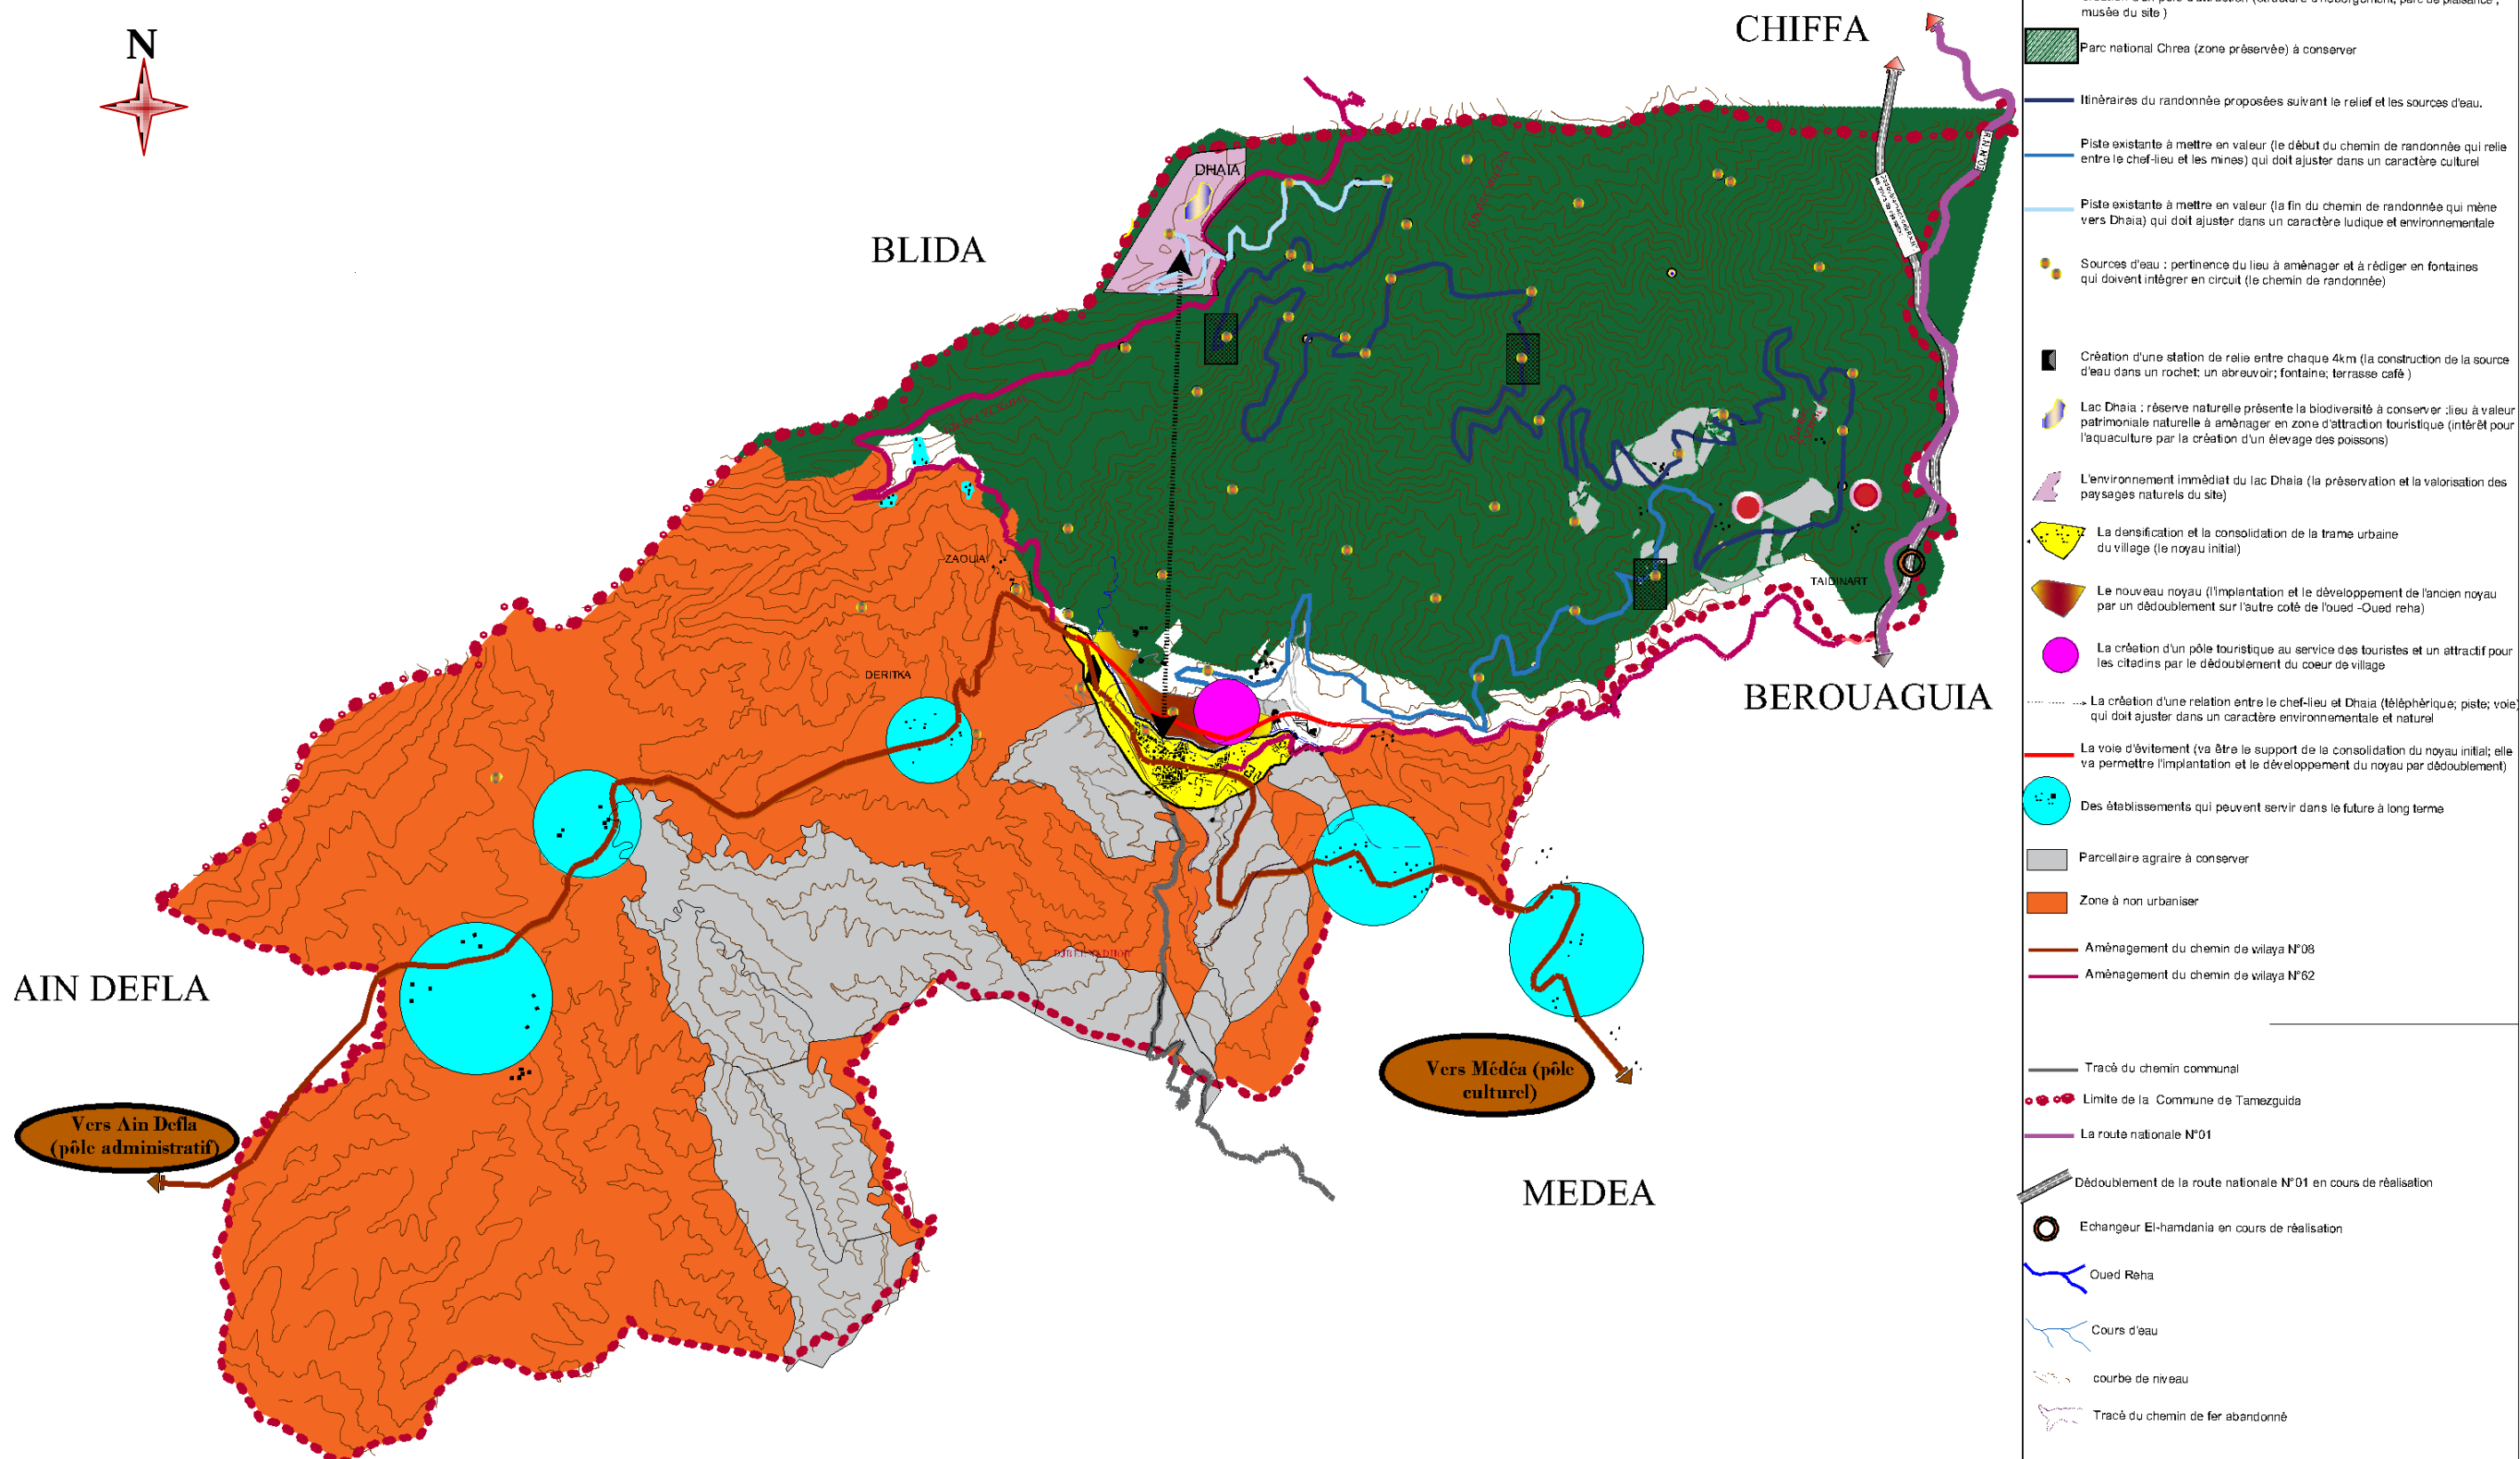 N
CHIFFA
BLIDA
DHAIA
R.N N°01
ZAOUIA
DERITKA
TAIDINART
BEROUAGUIA
AIN DEFLA
MEDEA
Vers Médéa (pôle
culturel)
Vers Ain Defla
(pôle administratif)
musée du site )
Parc national Chrea (zone préservée) à conserver
Itinéraires du randonnée proposées suivant le relief et les sources d'eau.
Piste existante à mettre en valeur (le début du chemin de randonnée qui relie
entre le chef-lieu et les mines) qui doit ajuster dans un caractère culturel
Piste existante à mettre en valeur (la fin du chemin de randonnée qui mène
vers Dhaia) qui doit ajuster dans un caractère ludique et environnementale
Sources d'eau : pertinence du lieu à aménager et à rédiger en fontaines
qui doivent intégrer en circuit (le chemin de randonnée)
Création d'une station de relie entre chaque 4km (la construction de la source
d'eau dans un rochet; un abreuvoir; fontaine; terrasse café )
Lac Dhaia : réserve naturelle présente la biodiversité à conserver :lieu à valeur
patrimoniale naturelle à aménager en zone d'attraction touristique (intérêt pour
l'aquaculture par la création d'un élevage des poissons)
L'environnement immédiat du lac Dhaia (la préservation et la valorisation des
paysages naturels du site)
La densification et la consolidation de la trame urbaine
du village (le noyau initial)
Le nouveau noyau (l'implantation et le développement de l'ancien noyau
par un dédoublement sur l'autre coté de l'oued -Oued reha)
La création d'un pôle touristique au service des touristes et un attractif pour
les citadins par le dédoublement du coeur de village
La création d'une relation entre le chef-lieu et Dhaia (téléphérique; piste; voie)
qui doit ajuster dans un caractère environnementale et naturel
La voie d'évitement (va être le support de la consolidation du noyau initial; elle
va permettre l'implantation et le développement du noyau par dédoublement)
Des établissements qui peuvent servir dans le future à long terme
Parcellaire agraire à conserver
Zone à non urbaniser
Aménagement du chemin de wilaya N°08
Aménagement du chemin de wilaya N°62
Tracé du chemin communal
Limite de la Commune de Tamezguida
La route nationale N°01
Dédoublement de la route nationale N°01 en cours de réalisation
Echangeur El-hamdania en cours de réalisation
Oued Reha
Cours d'eau
courbe de niveau
Tracé du chemin de fer abandonné